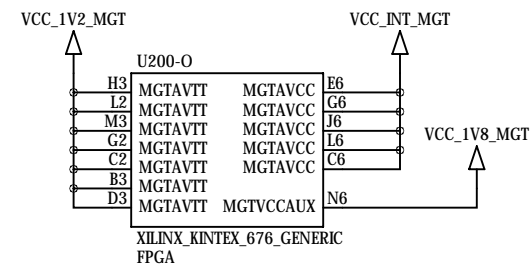 VCC_1V2_MGT VCC_INT_MGT
U200-O
H3 MGTAVTT MGTAVCC E6
L2 MGTAVTT MGTAVCC G6
M3 MGTAVTT MGTAVCC J6
G2 MGTAVTT MGTAVCC L6
C2 MGTAVTT MGTAVCC C6
VCC_1V8_MGT
B3 MGTAVTT
D3 MGTAVTT MGTVCCAUX N6
XILINX_KINTEX_676_GENERIC
FPGA